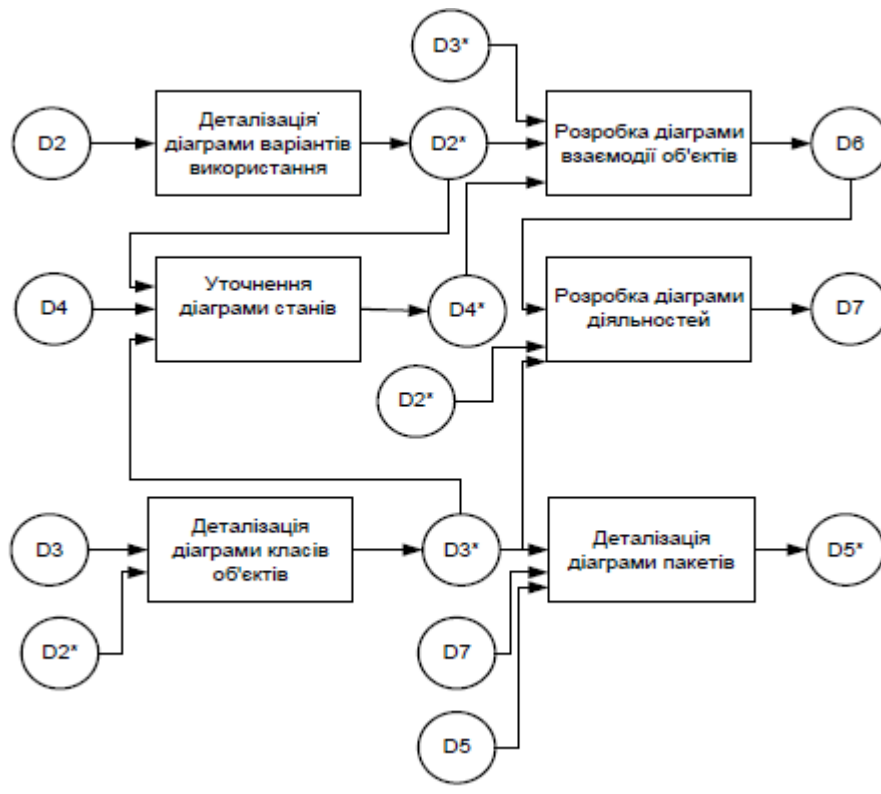 D3*
D2
Деталізація
діаграми варіантів
використання
D2*
Розробка діаграми
взаємодії об'єктів
D6
D4
Уточнення
діаграми станів
D4*
Розробка діаграми
діяльностей
D7
D2*
D3
Деталізація
діаграми класів
об'єктів
D3*
Деталізація
діаграми пакетів
D5*
D2*
D7
D5